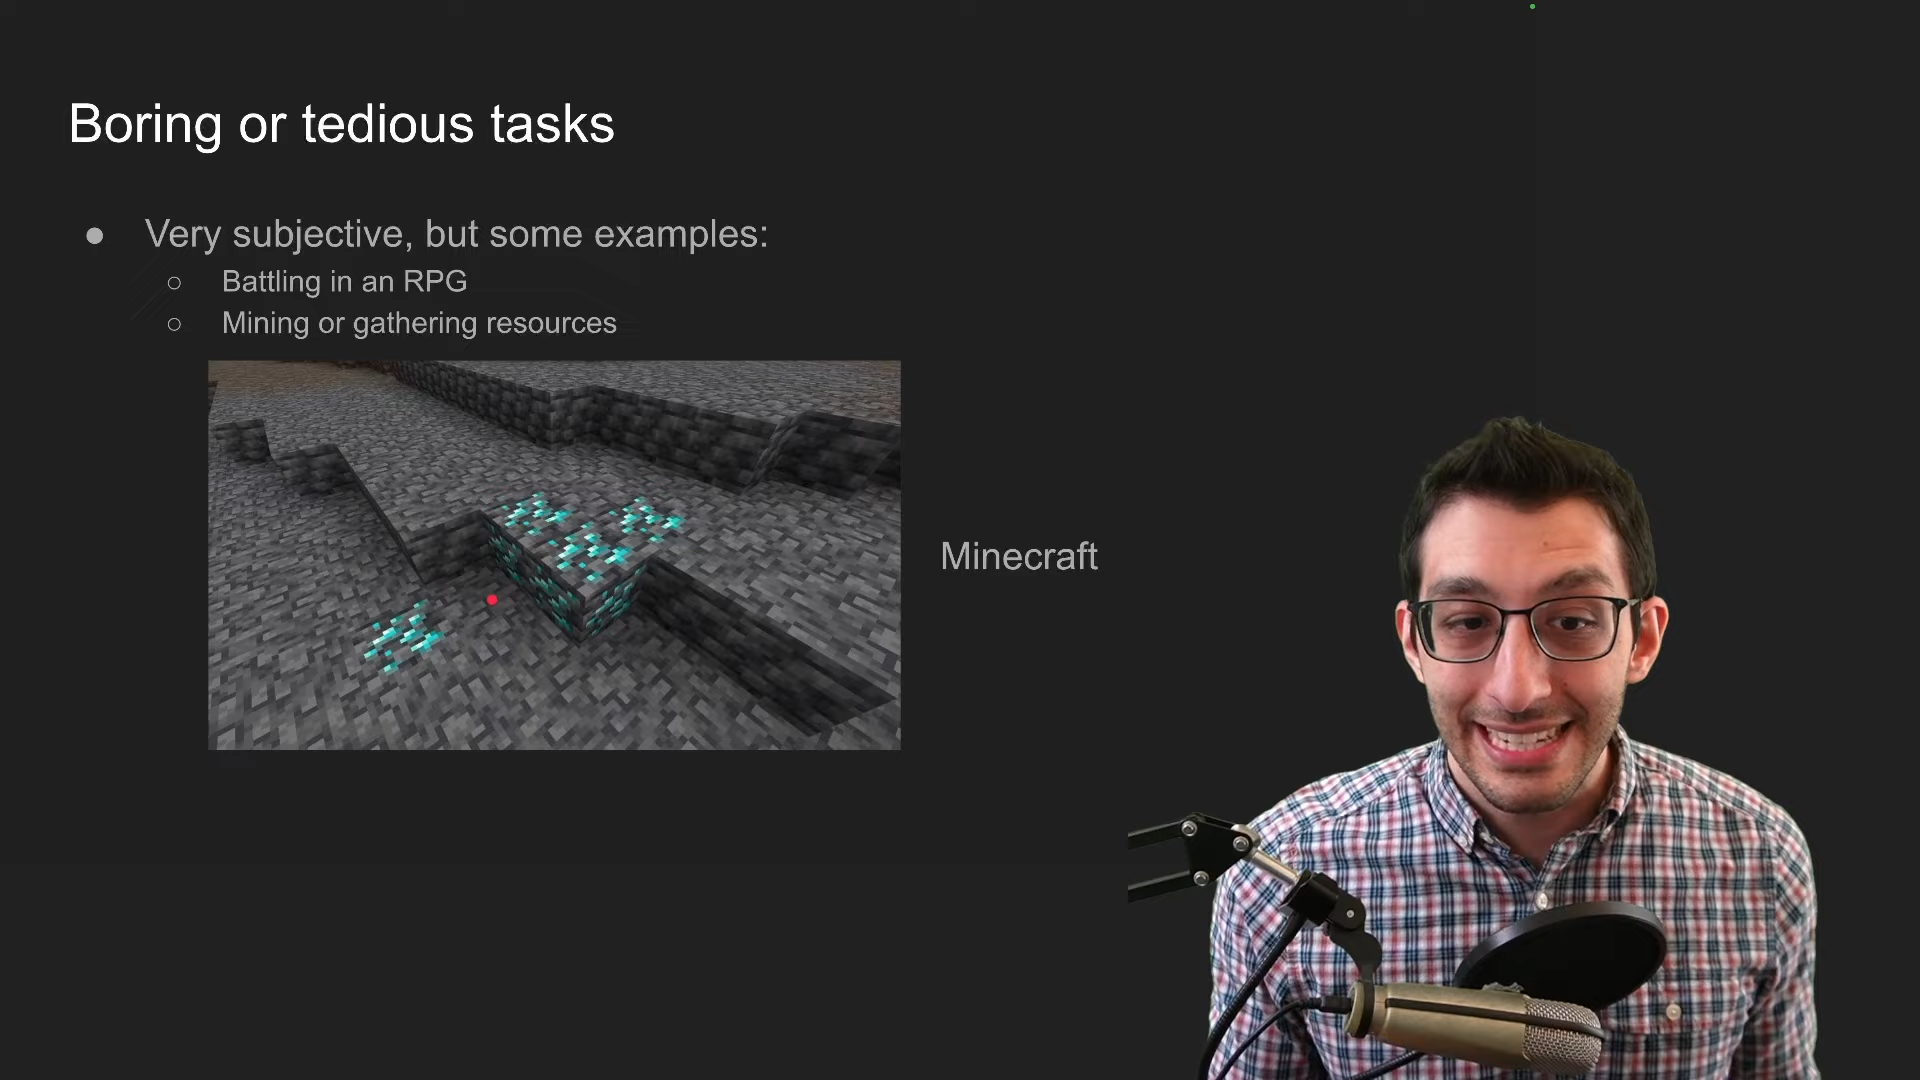 Boring or tedious tasks
● Very subjective, but some examples:
○ Battling in an RPG
○ Mining or gathering resources
Minecraft